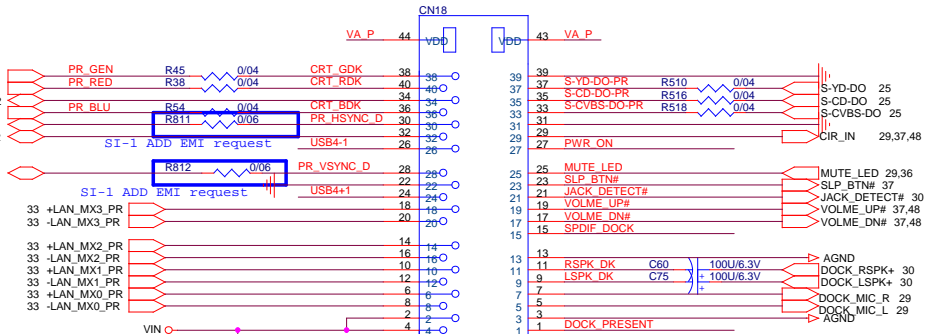 CN18
VA_P 44 VDD VDD 43 VA_P
PR_GEN R45 0/04 CRT_GDK 38 38 39 39
PR_RED R38 0/04 CRT_RDK 40 40 37 37 S-YD-DO-PR R510 0/04 S-YD-DO 25
34 34 35 35 S-CD-DO-PR R516 0/04 S-CD-DO 25
PR_BLU R54 0/04 CRT_BDK 36 36 33 33 S-CVBS-DO-PR R518 0/04 S-CVBS-DO 25
R811 0/06 PR_HSYNC_D 30 30 31 31
32 32 29 29 CIR_IN 29,37,48
SI-1 ADD EMI request USB4-1 26 26 27 27 PWR_ON
R812 0/06 PR_VSYNC_D 28 28 25 25 MUTE_LED MUTE_LED 29,36
22 22 23 23 SLP_BTN# SLP_BTN# 37
SI-1 ADD EMI request USB4+1 24 24 21 21 JACK_DETECT# JACK_DETECT# 30
33 +LAN_MX3_PR 18 18 19 19 VOLME_UP# VOLME_UP# 37,48
33 -LAN_MX3_PR 20 20 17 17 VOLME_DN# VOLME_DN# 37,48
15 15 SPDIF_DOCK
33 +LAN_MX2_PR 14 14
33 -LAN_MX2_PR 16 16 13 13 AGND
33 +LAN_MX1_PR 10 10 11 11 RSPK_DK C60 100U/6.3V DOCK_RSPK+ 30
33 -LAN_MX1_PR 12 12 9 9 LSPK_DK C75 + 100U/6.3V DOCK_LSPK+ 30
33 +LAN_MX0_PR 6 6 7 7 + DOCK_MIC_R 29
33 -LAN_MX0_PR 8 8 5 5 DOCK_MIC_L 29
2 2 3 3 AGND
VIN 4 4 1 1 DOCK_PRESENT